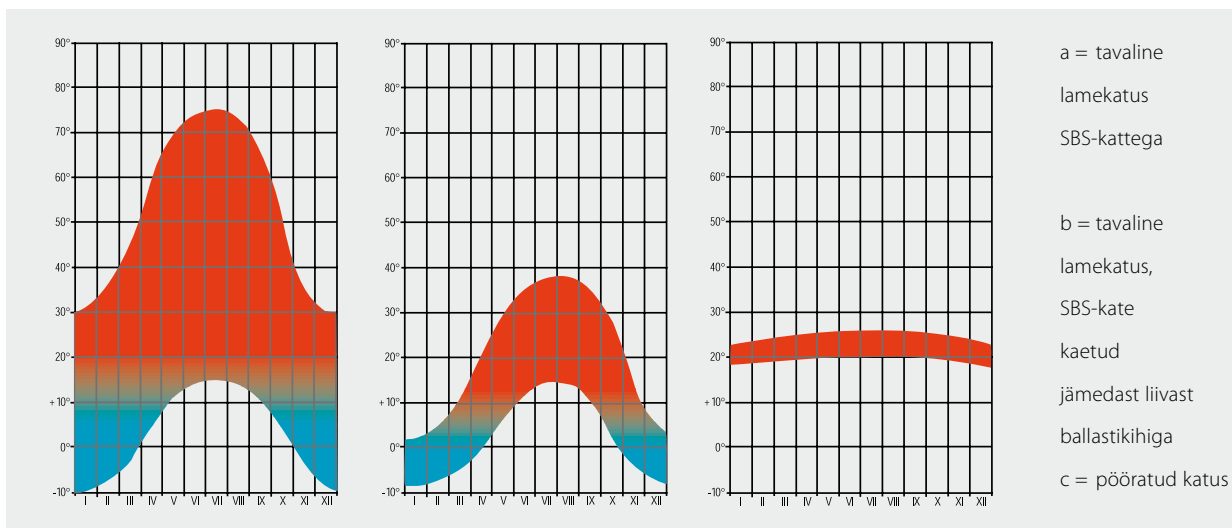 90°
80°
70°
60°
50°
40°
30°
20°
+10°
0°
-10°
I II III IV V VI VII VIII IX X XI XII
90°
80°
70°
60°
50°
40°
30°
20°
+10°
0°
-10°
I II III IV V VI VII VIII IX X XI XII
90°
80°
70°
60°
50°
40°
30°
20°
+10°
0°
-10°
I II III IV V VI VII VIII IX X XI XII
a = tavaline
lamekatus
SBS-kattega
b = tavaline
lamekatus,
SBS-kate
kaetud
jämedast liivast
ballastikihiga
c = pööratud katus